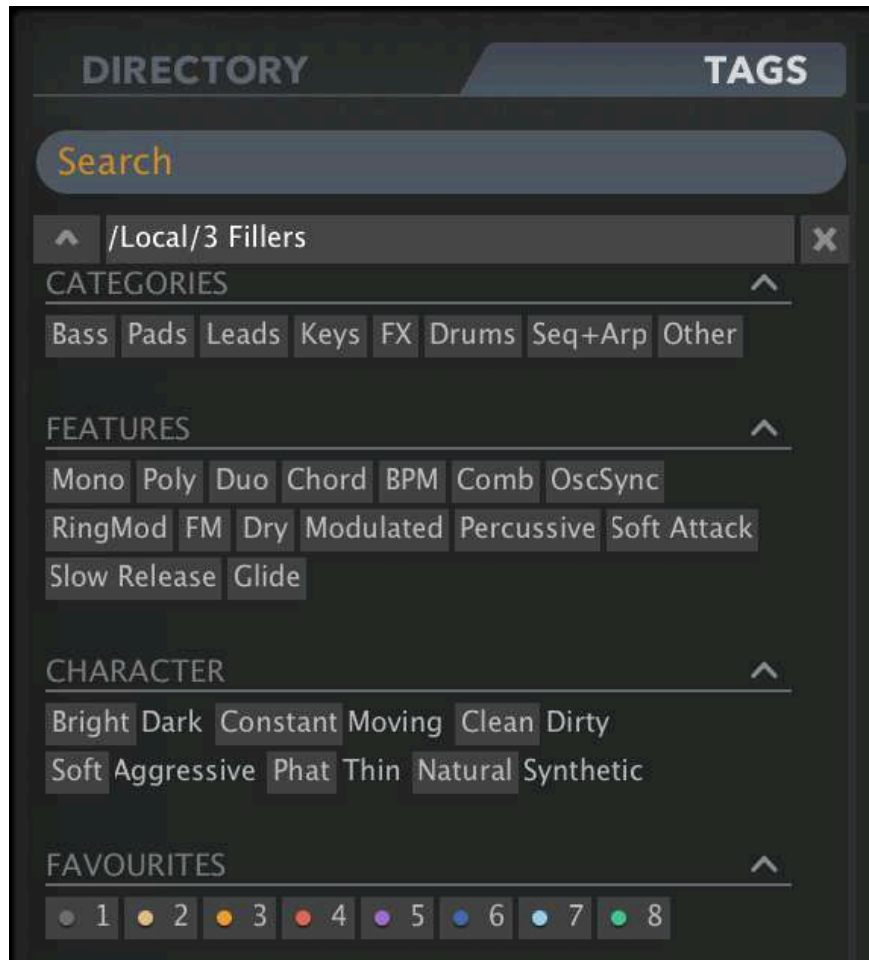 DIRECTORY TAGS
Search
/Local/3 Fillers
CATEGORIES
Bass Pads Leads Keys FX Drums Seq+Arp Other
FEATURES
Mono Poly Duo Chord BPM Comb OscSync
RingMod FM Dry Modulated Percussive Soft Attack
Slow Release Glide
CHARACTER
Bright Dark Constant Moving Clean Dirty
Soft Aggressive Phat Thin Natural Synthetic
FAVOURITES
1 2 3 4 5 6 7 8